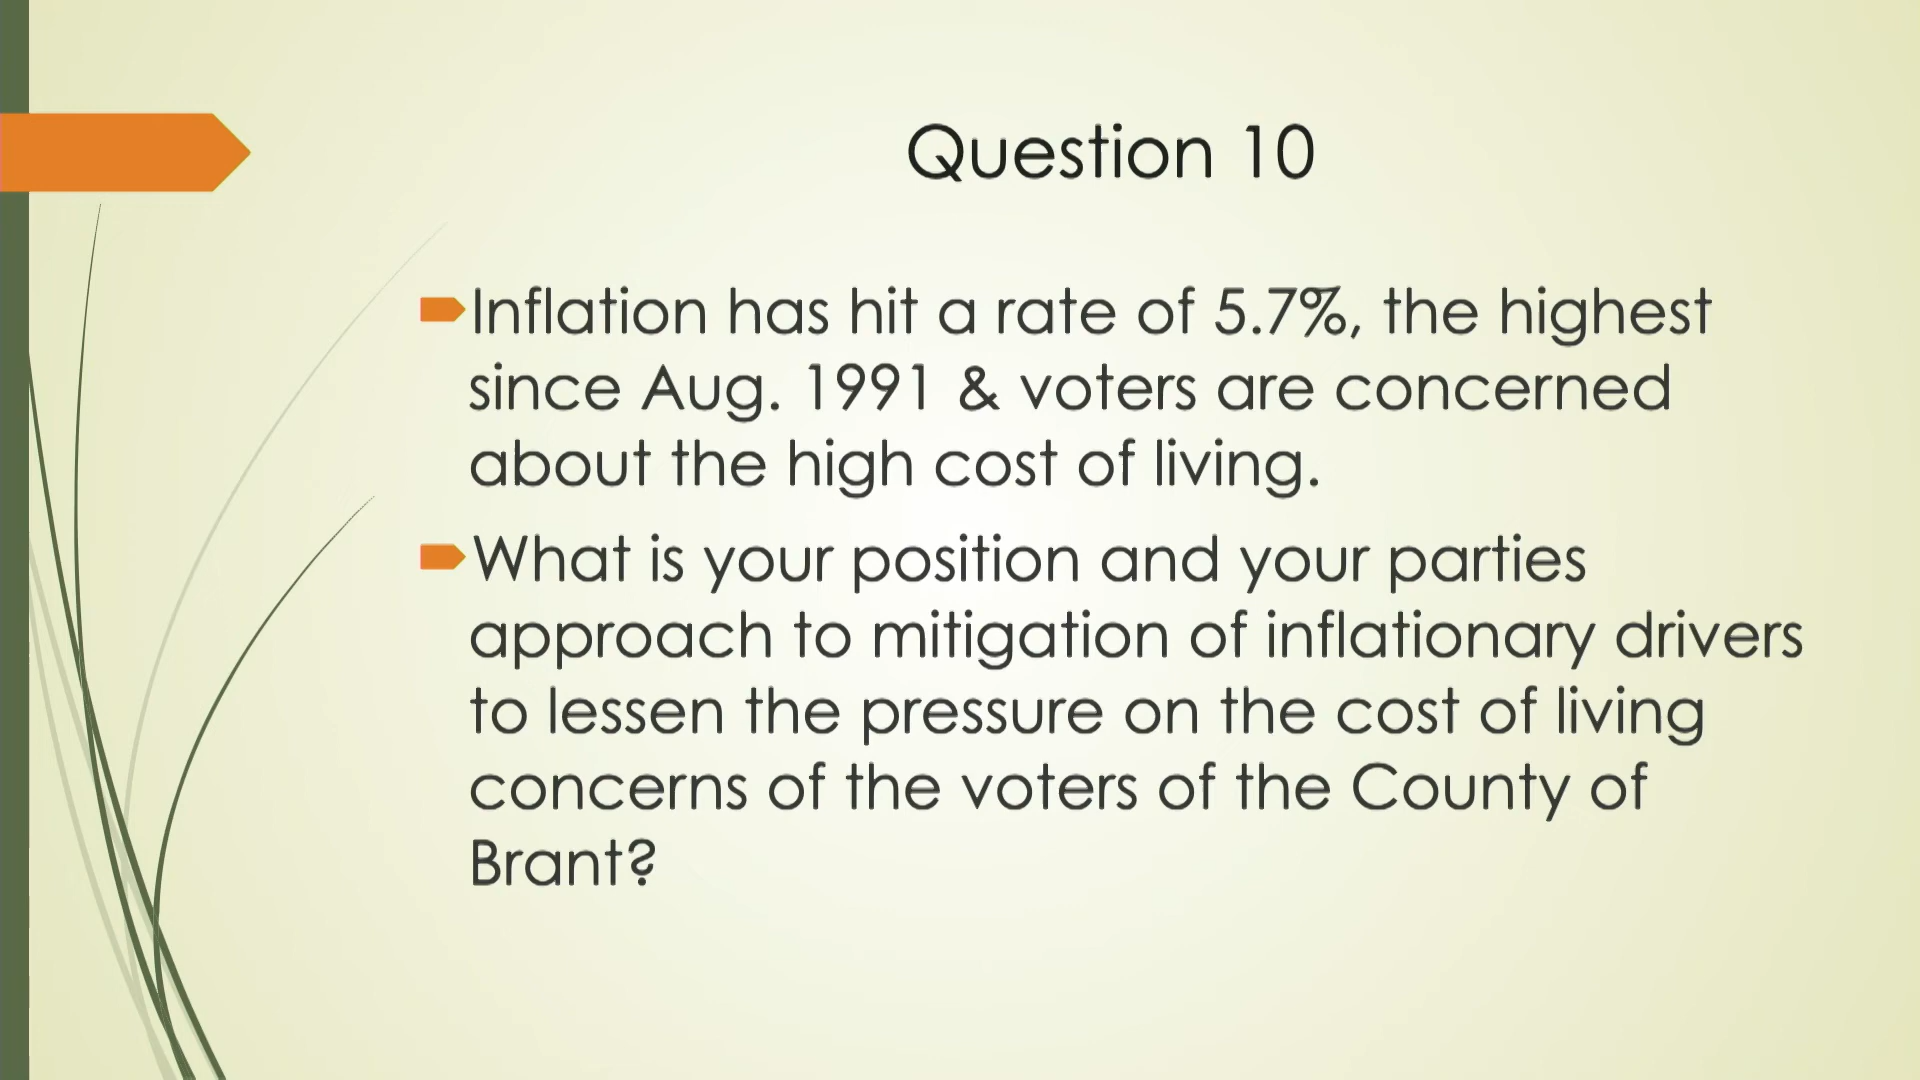 Question 10
Inflation has hit a rate of 5.7%, the highest
since Aug. 1991 & voters are concerned
about the high cost of living.
What is your position and your parties
approach to mitigation of inflationary drivers
to lessen the pressure on the cost of living
concerns of the voters of the County of
Brant?